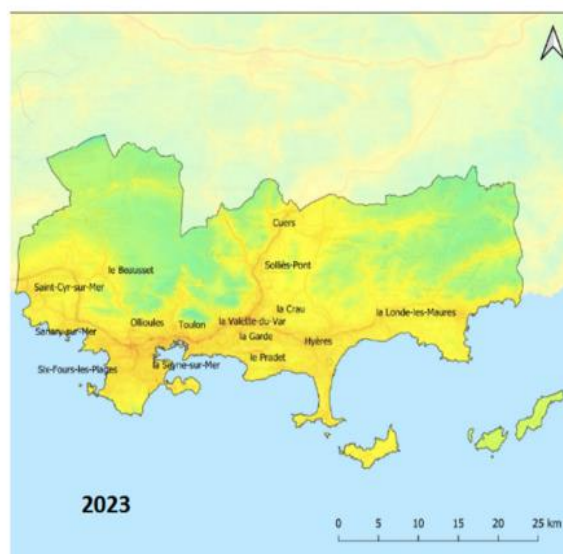 Cuers
Solliès-Pont
le Beausset
Saint-Cyr-sur-Mer
la Crau
la Londe-les-Maures
Ollioules
Toulon
la Valette-du-Var
Sanary-sur-Mer
la Garde
Hyères
le Pradet
Six-Fours-les-Plages
la Seyne-sur-Mer
2023
0 5 10 15 20 25 km